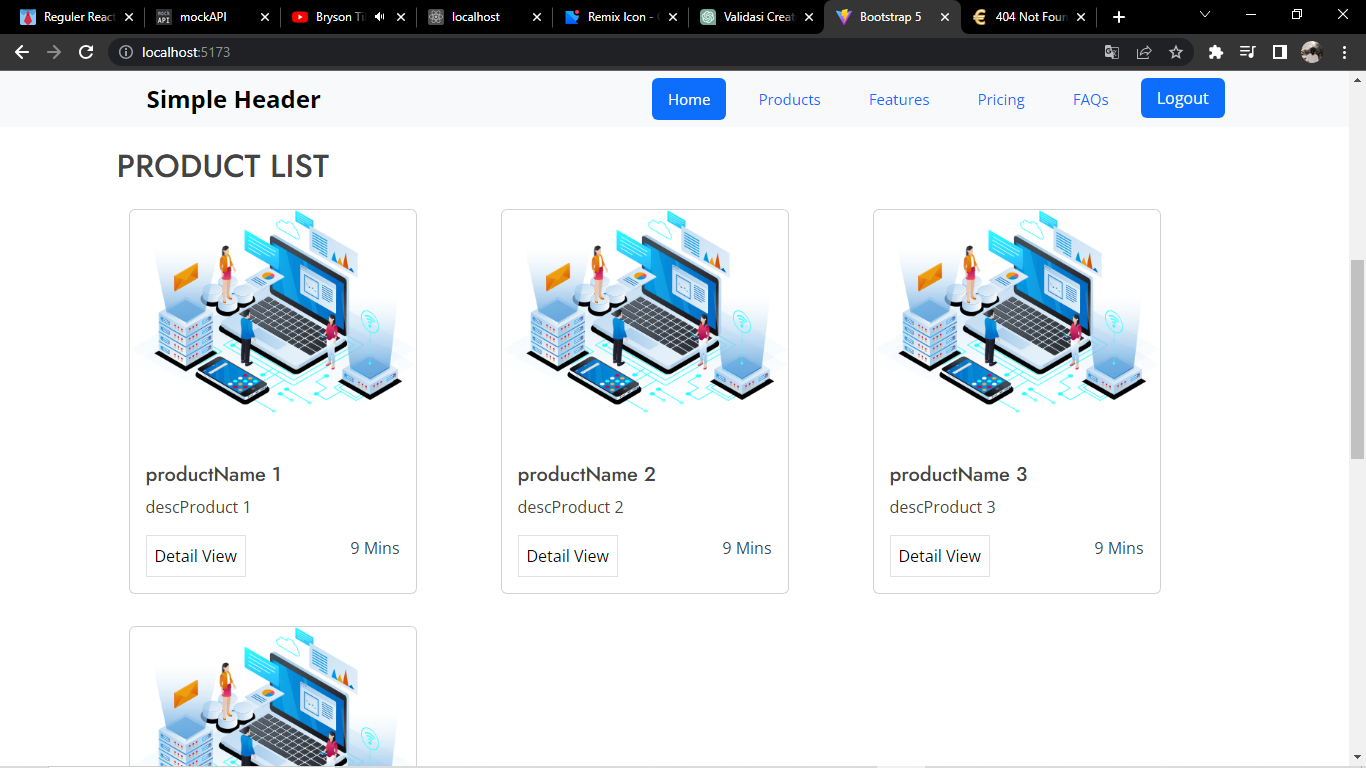 Reguler Reac
mockAPI
Bryson Ti
localhost
Remix Icon -
Validasi Creat
Bootstrap 5
404 Not Foun
localhost:5173
Simple Header
Home
Products
Features
Pricing
FAQs
Logout
PRODUCT LIST
productName 1
descProduct 1
Detail View
9 Mins
productName 2
descProduct 2
Detail View
9 Mins
productName 3
descProduct 3
Detail View
9 Mins